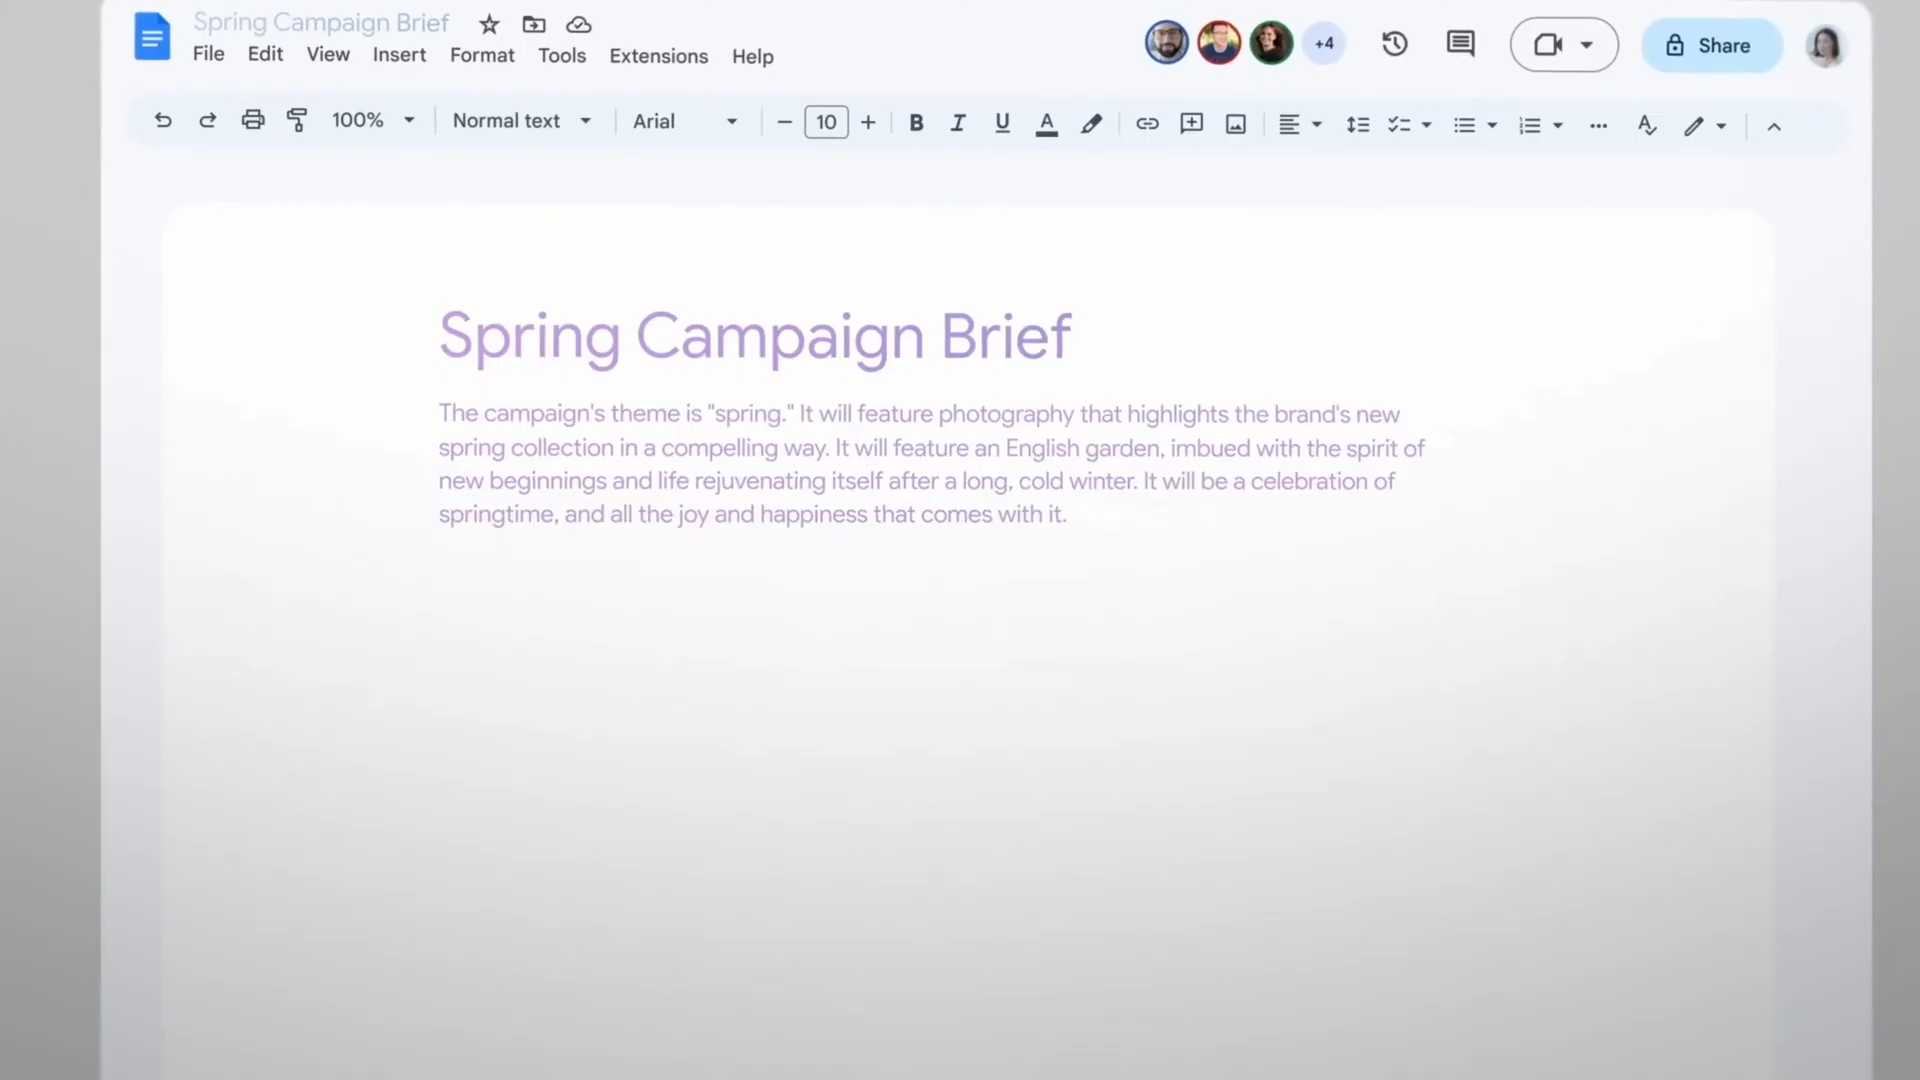 Spring Campaign Brief
File Edit View Insert Format Tools Extensions Help
+4
Share
100% Normal text Arial 10 B I U A
Spring Campaign Brief
The campaign's theme is "spring." It will feature photography that highlights the brand's new
spring collection in a compelling way. It will feature an English garden, imbued with the spirit of
new beginnings and life rejuvenating itself after a long, cold winter. It will be a celebration of
springtime, and all the joy and happiness that comes with it.